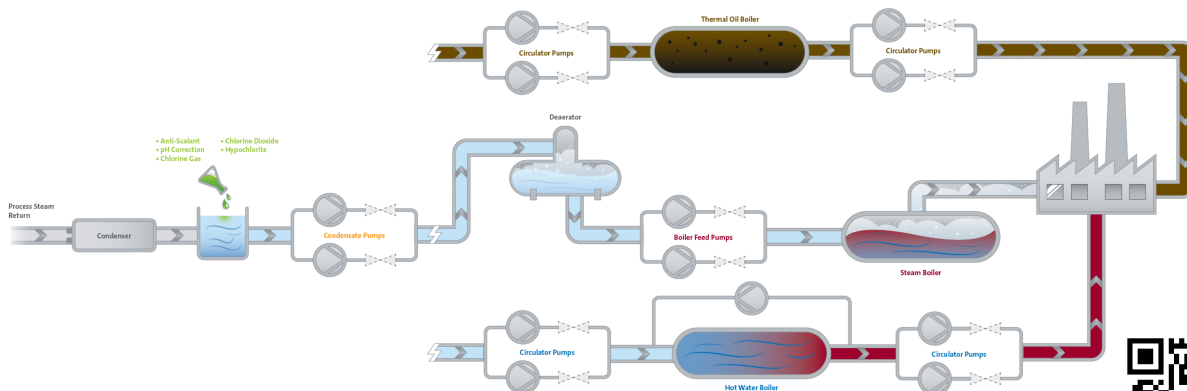 Thermal Oil Boiler
Circulator Pumps
Circulator Pumps
Deaerator
• Anti-Scalant
• pH Correction
• Chlorine Gas
• Chlorine Dioxide
• Hypochlorite
Process Steam
Return
Condenser
Condensate Pumps
Boiler Feed Pumps
Steam Boiler
Circulator Pumps
Circulator Pumps
Hot Water Boiler